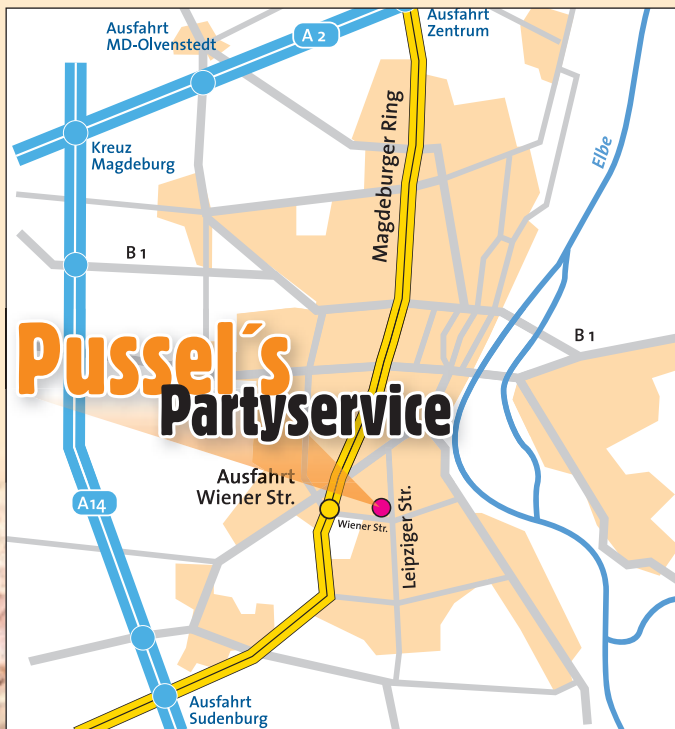 Ausfahrt
MD-Olvenstedt
A 2
Ausfahrt
Zentrum
Kreuz
Magdeburg
Magdeburger Ring
Elbe
B 1
B 1
Pussel´s
Partyservice
Ausfahrt
Wiener Str.
A14
Wiener Str.
Leipziger Str.
Ausfahrt
Sudenburg